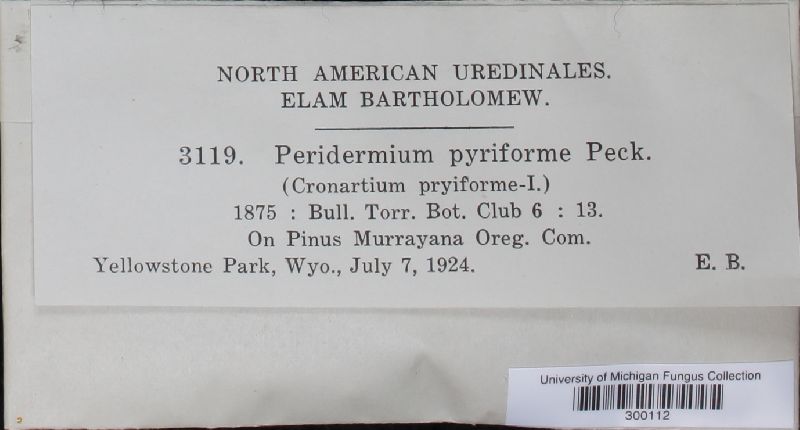 NORTH AMERICAN UREDINALES.
ELAM BARTHOLOMEW.
3119. Peridermium pyriforme Peck.
(Cronartium pryiforme-I.)
1875 : Bull. Torr. Bot. Club 6 : 13.
On Pinus Murrayana Oreg. Com.
Yellowstone Park, Wyo., July 7, 1924. E. B.
University of Michigan Fungus Collection
300112